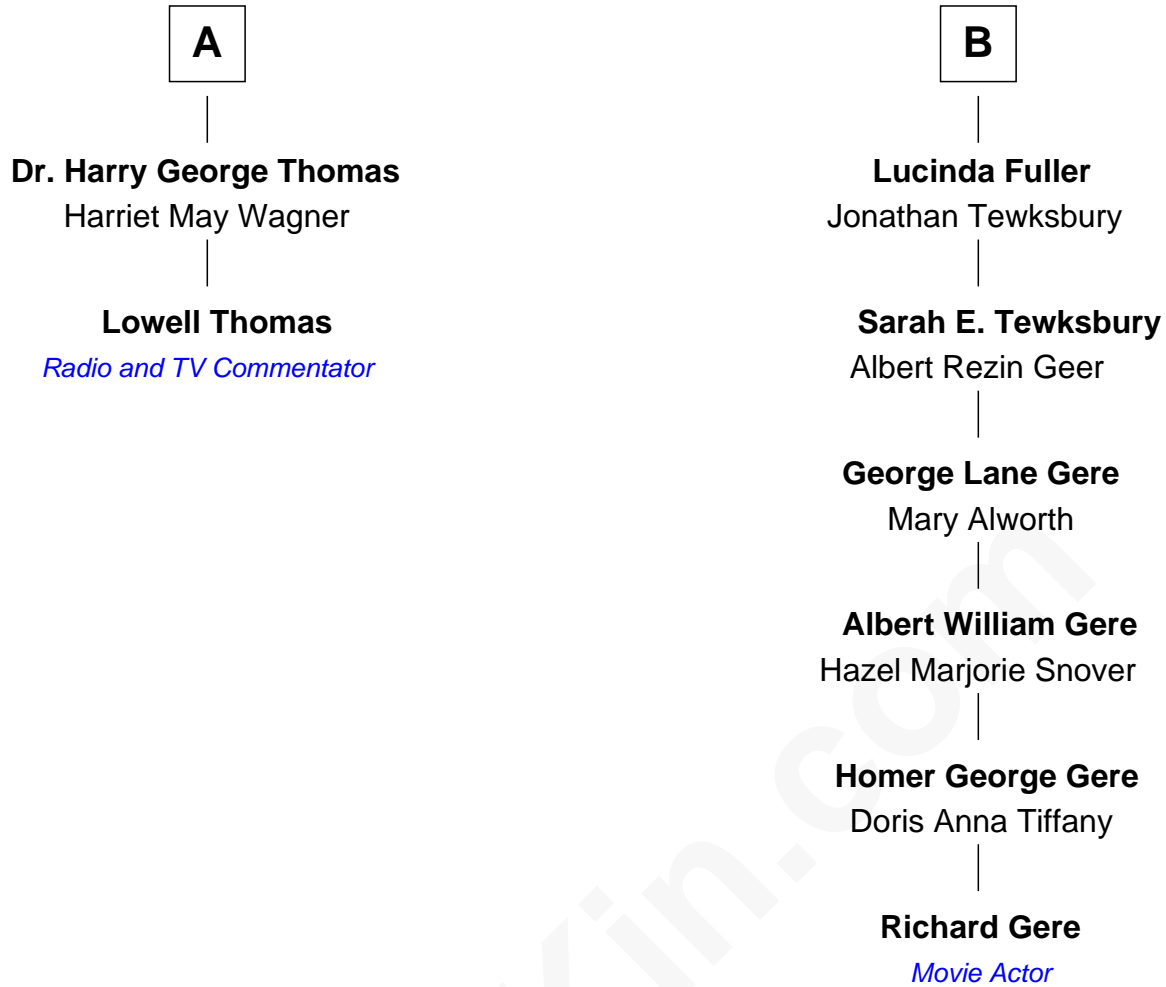 A
Dr. Harry George Thomas
Harriet May Wagner
Lowell Thomas
Radio and TV Commentator
B
Lucinda Fuller
Jonathan Tewksbury
Sarah E. Tewksbury
Albert Rezin Geer
George Lane Gere
Mary Alworth
Albert William Gere
Hazel Marjorie Snover
Homer George Gere
Doris Anna Tiffany
Richard Gere
Movie Actor
Kin.com